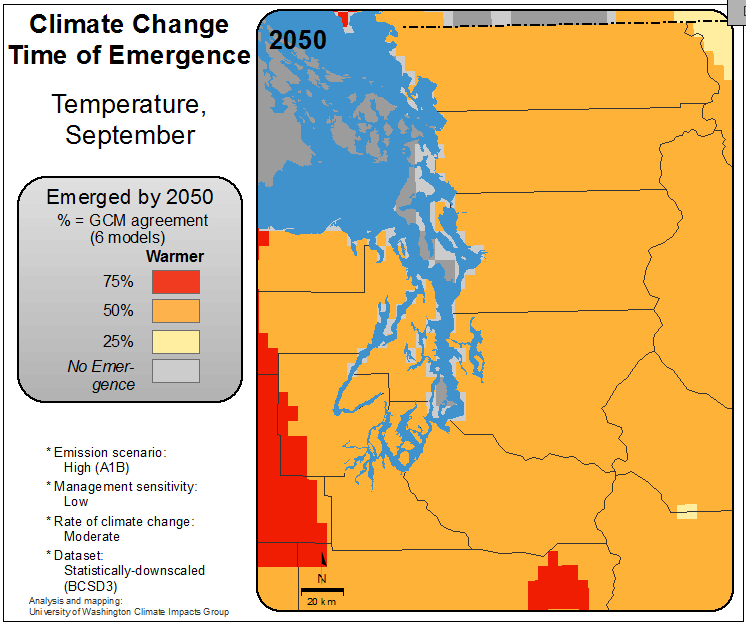 Climate Change
Time of Emergence
Temperature,
September
Emerged by 2050
% = GCM agreement
(6 models)
Warmer
75%
50%
25%
No Emer-
gence
* Emission scenario:
High (A1B)
* Management sensitivity:
Low
* Rate of climate change:
Moderate
* Dataset:
Statistically-downscaled
(BCSD3)
Analysis and mapping:
University of Washington Climate Impacts Group
2050
N
20 km